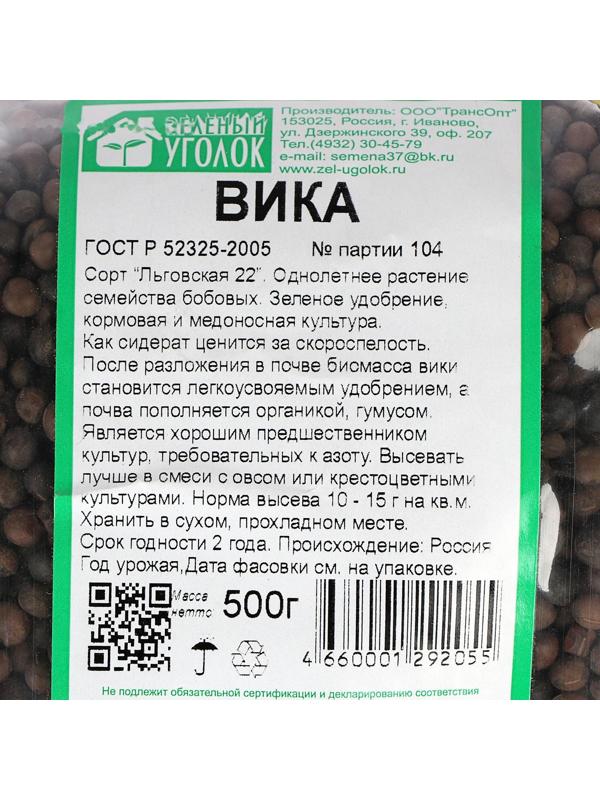 ЗЕЛЕНЫЙ
УГОЛОК
Производитель: ООО"ТрансОпт"
153025, Россия, г. Иваново,
ул. Дзержинского 39, оф. 207
Тел.(4932) 30-45-79
e-mail: semena37@bk.ru
www.zel-ugolok.ru
ВИКА
ГОСТ Р 52325-2005 № партии 104
Сорт “Льговская 22”. Однолетнее растение
семейства бобовых. Зеленое удобрение,
кормовая и медоносная культура.
Как сидерат ценится за скороспелость.
После разложения в почве бисмасса вики
становится легкоусвояемым удобрением, а
почва пополняется органикой, гумусом.
Является хорошим предшественником
культур, требовательных к азоту. Высевать
лучше в смеси с овсом или крестоцветными
культурами. Норма высева 10 - 15 г на кв.м.
Хранить в сухом, прохладном месте.
Срок годности 2 года. Происхождение: Россия
Год урожая,Дата фасовки см. на упаковке.
Масса
нетто 500г
4 660001 292055
Не подлежит обязательной сертификации и декларированию соответствия